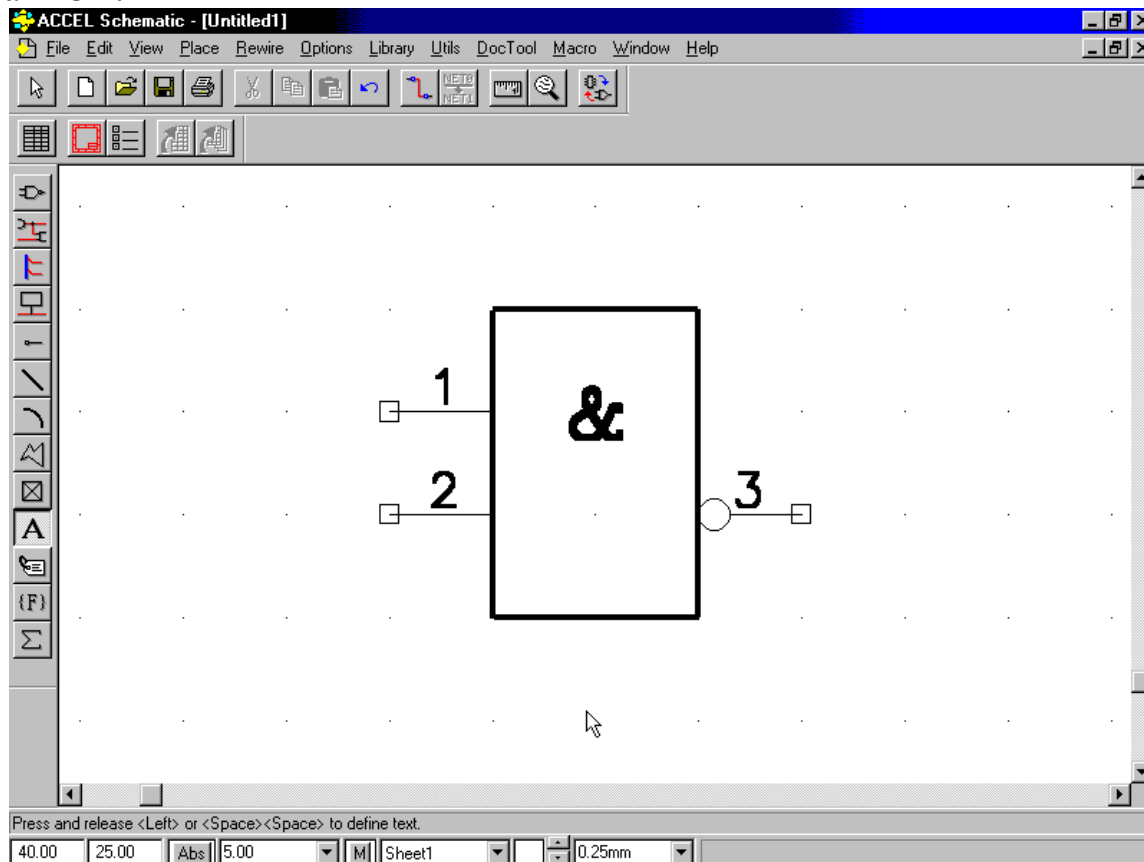 ACCEL Schematic - [Untitled1]
File Edit View Place Rewire Options Library Utils DocTool Macro Window Help
NET0
NET1
1
&
2
3
A
{F}
Σ
Press and release <Left> or <Space><Space> to define text.
40.00 25.00 Abs 5.00 M Sheet1 0.25mm